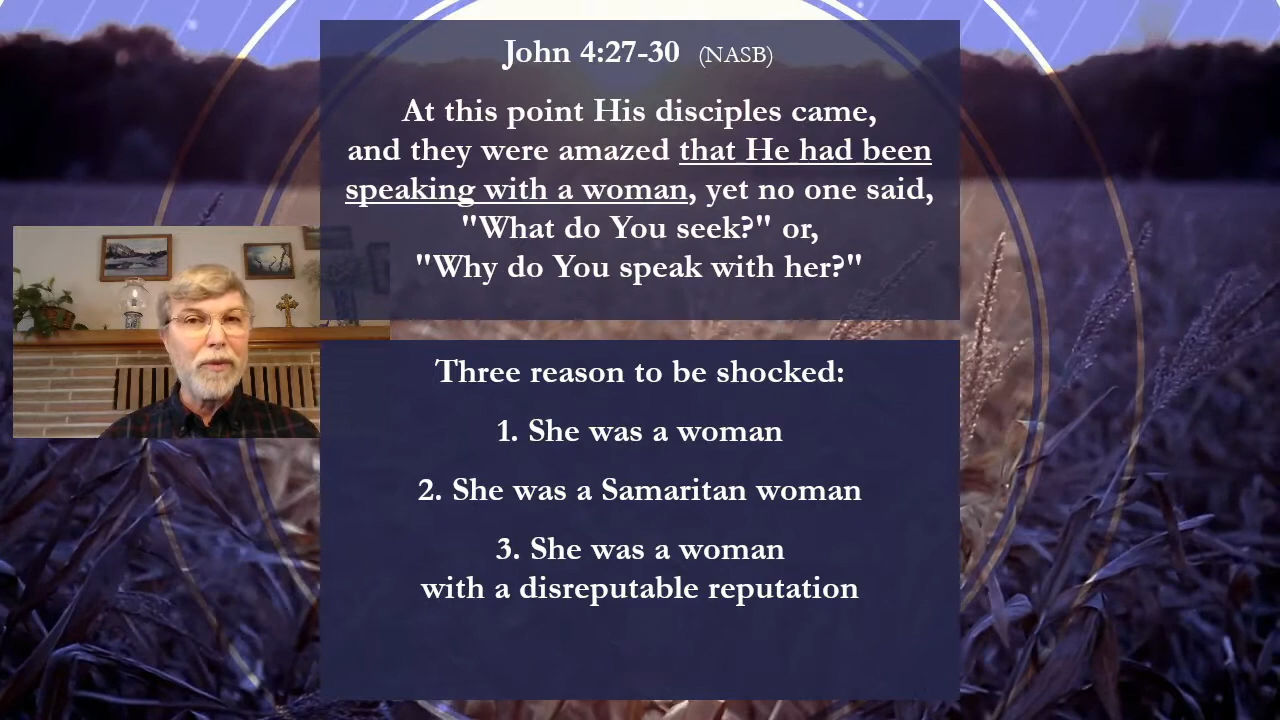 John 4:27-30 (NASB)
At this point His disciples came,
and they were amazed that He had been
speaking with a woman, yet no one said,
"What do You seek?" or,
"Why do You speak with her?"
Three reason to be shocked:
1. She was a woman
2. She was a Samaritan woman
3. She was a woman
with a disreputable reputation